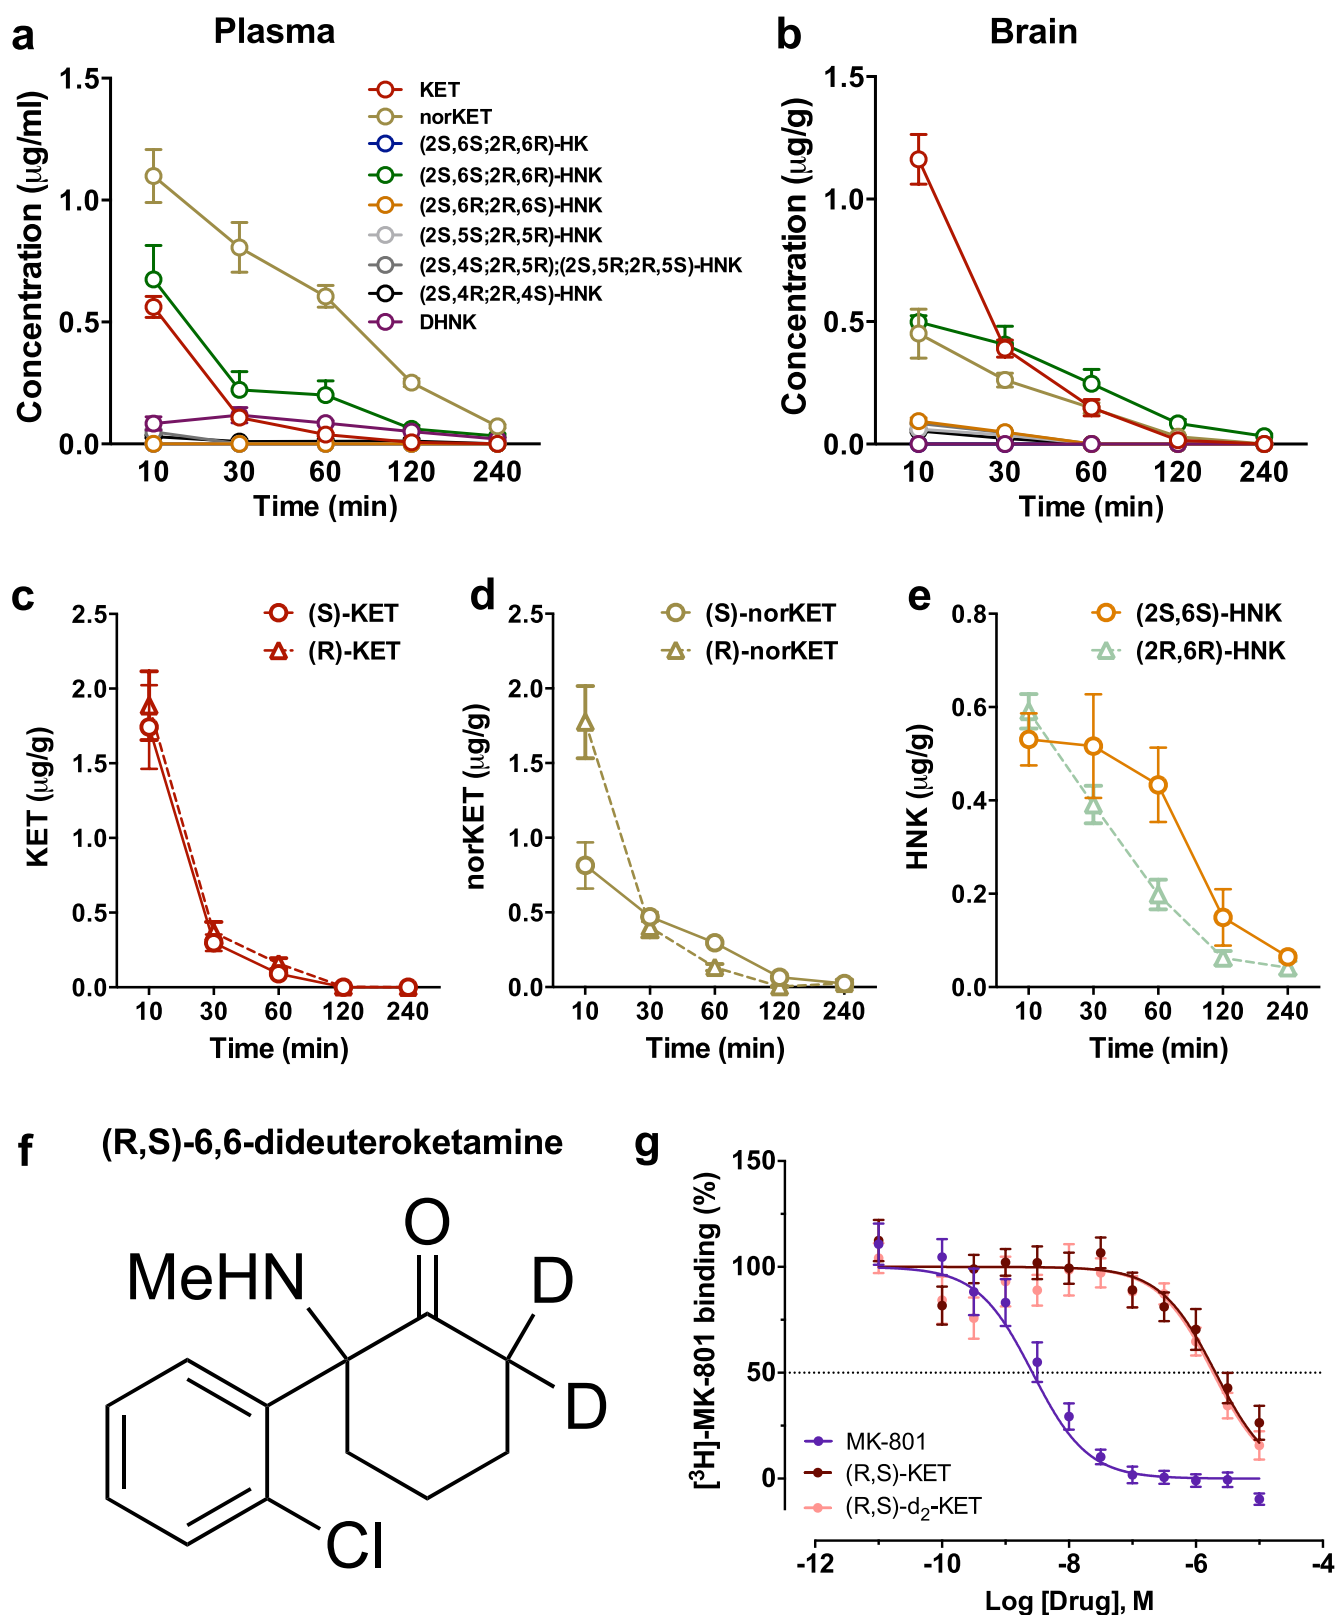 a Plasma
1.5
1.0
0.5
0.0
Concentration (μg/ml)
10 30 60 120 240
Time (min)
KET
norKET
(2S,6S;2R,6R)-HK
(2S,6S;2R,6R)-HNK
(2S,6R;2R,6S)-HNK
(2S,5S;2R,5R)-HNK
(2S,4S;2R,5R);(2S,5R;2R,5S)-HNK
(2S,4R;2R,4S)-HNK
DHNK
b Brain
1.5
1.0
0.5
0.0
Concentration (μg/g)
10 30 60 120 240
Time (min)
c
(S)-KET
(R)-KET
2.5
2.0
1.5
1.0
0.5
0.0
KET (μg/g)
10 30 60 120 240
Time (min)
d
(S)-norKET
(R)-norKET
2.5
2.0
1.5
1.0
0.5
0.0
norKET (μg/g)
10 30 60 120 240
Time (min)
e
(2S,6S)-HNK
(2R,6R)-HNK
0.8
0.6
0.4
0.2
0.0
HNK (μg/g)
10 30 60 120 240
Time (min)
f (R,S)-6,6-dideuteroketamine
O
MeHN
D
D
Cl
g
150
100
50
0
[³H]-MK-801 binding (%)
MK-801
(R,S)-KET
(R,S)-d₂-KET
-12 -10 -8 -6 -4
Log [Drug], M